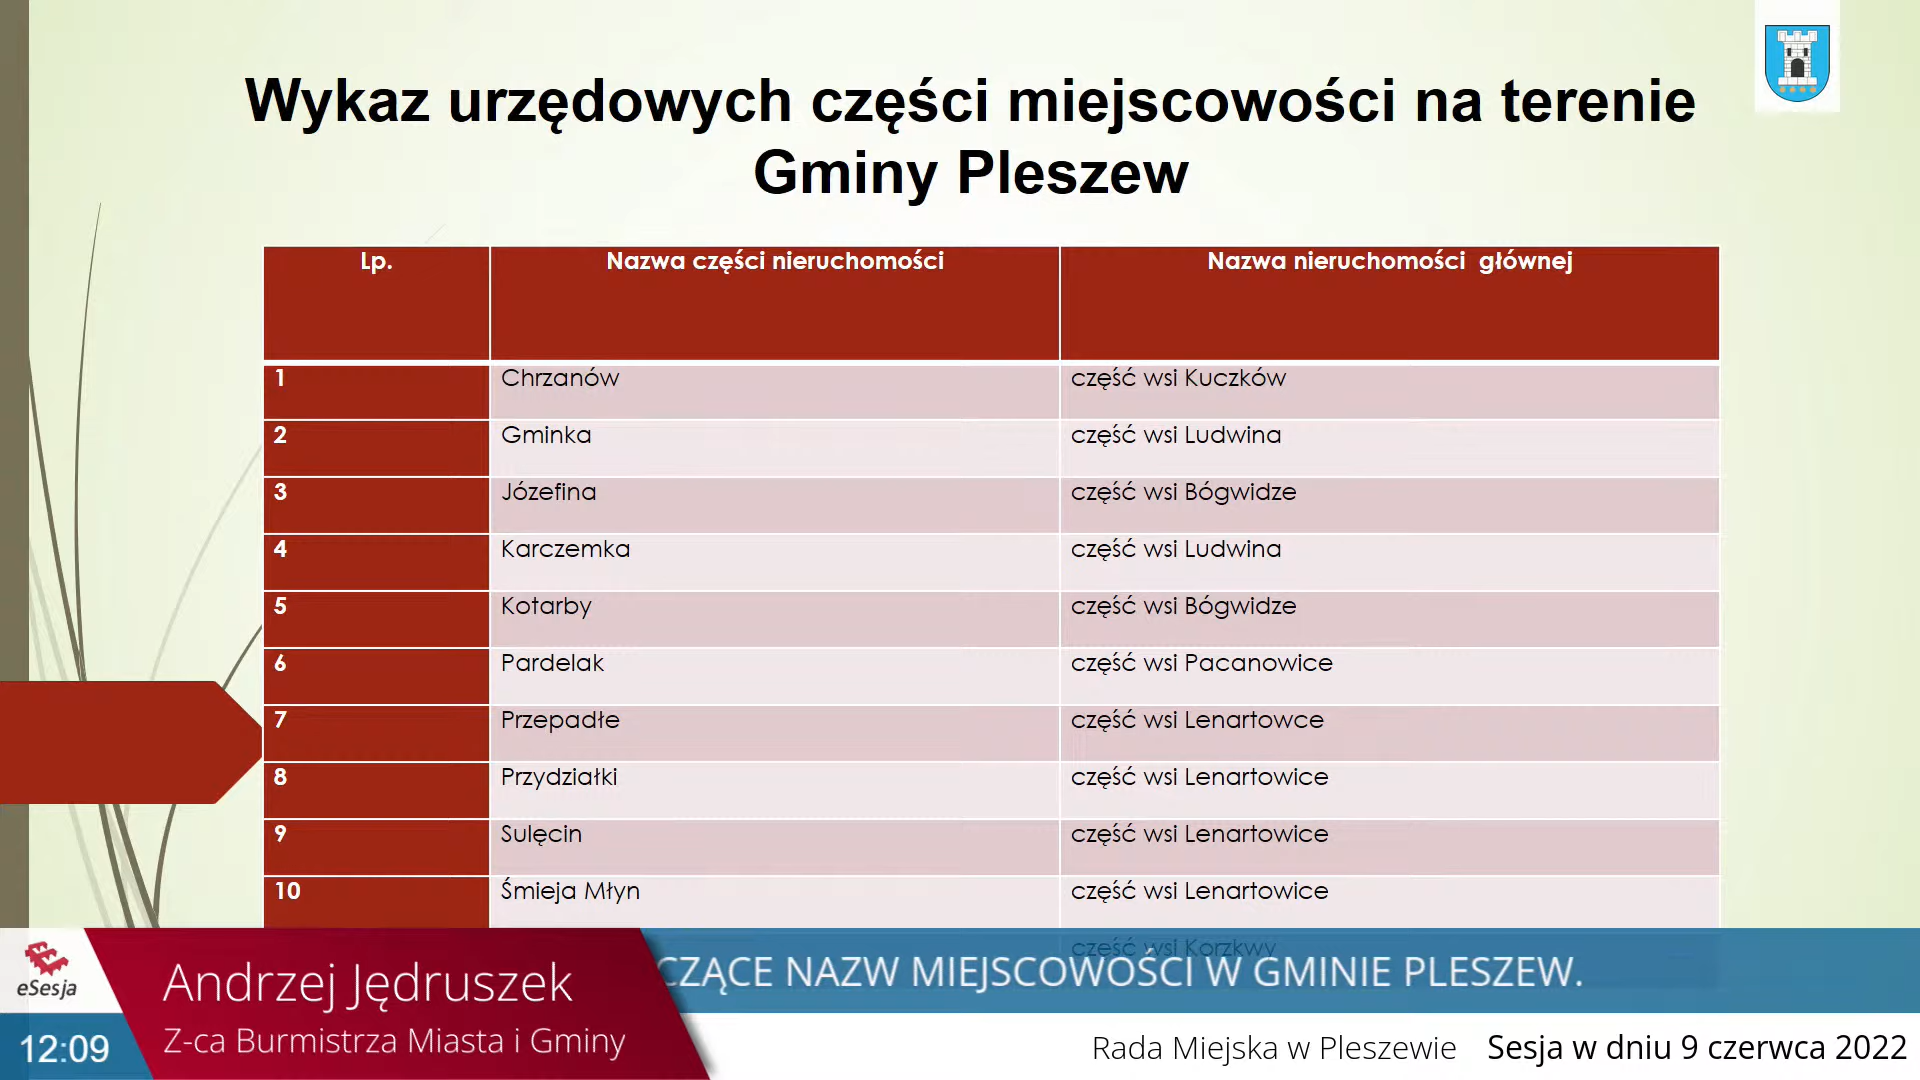 Wykaz urzędowych części miejscowości na terenie
Gminy Pleszew
Lp. Nazwa części nieruchomości Nazwa nieruchomości głównej
1 Chrzanów część wsi Kuczków
2 Gminka część wsi Ludwina
3 Józefina część wsi Bógwidze
4 Karczemka część wsi Ludwina
5 Kotarby część wsi Bógwidze
6 Pardelak część wsi Pacanowice
7 Przepadłe część wsi Lenartowce
8 Przydziałki część wsi Lenartowice
9 Sulęcin część wsi Lenartowice
10 Śmieja Młyn część wsi Lenartowice
część wsi Korzkwy
CZĄCE NAZW MIEJSCOWOŚCI W GMINIE PLESZEW.
eSesja
Andrzej Jędruszek
Z-ca Burmistrza Miasta i Gminy
12:09
Rada Miejska w Pleszewie Sesja w dniu 9 czerwca 2022